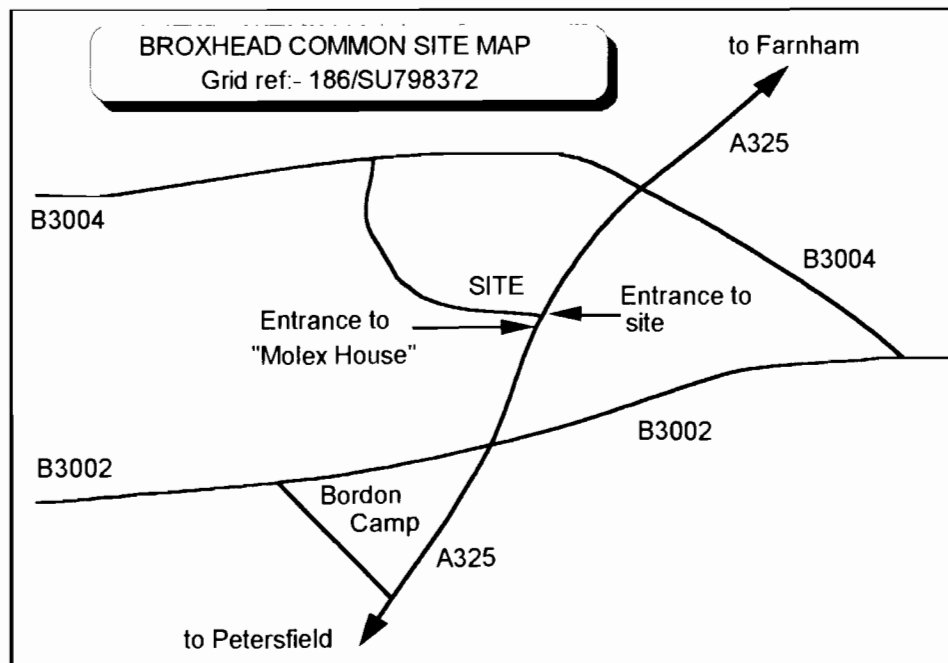 BROXHEAD COMMON SITE MAP
Grid ref:- 186/SU798372
to Farnham
A325
B3004
B3004
SITE
Entrance to
site
Entrance to
"Molex House"
B3002
B3002
Bordon
Camp
A325
to Petersfield